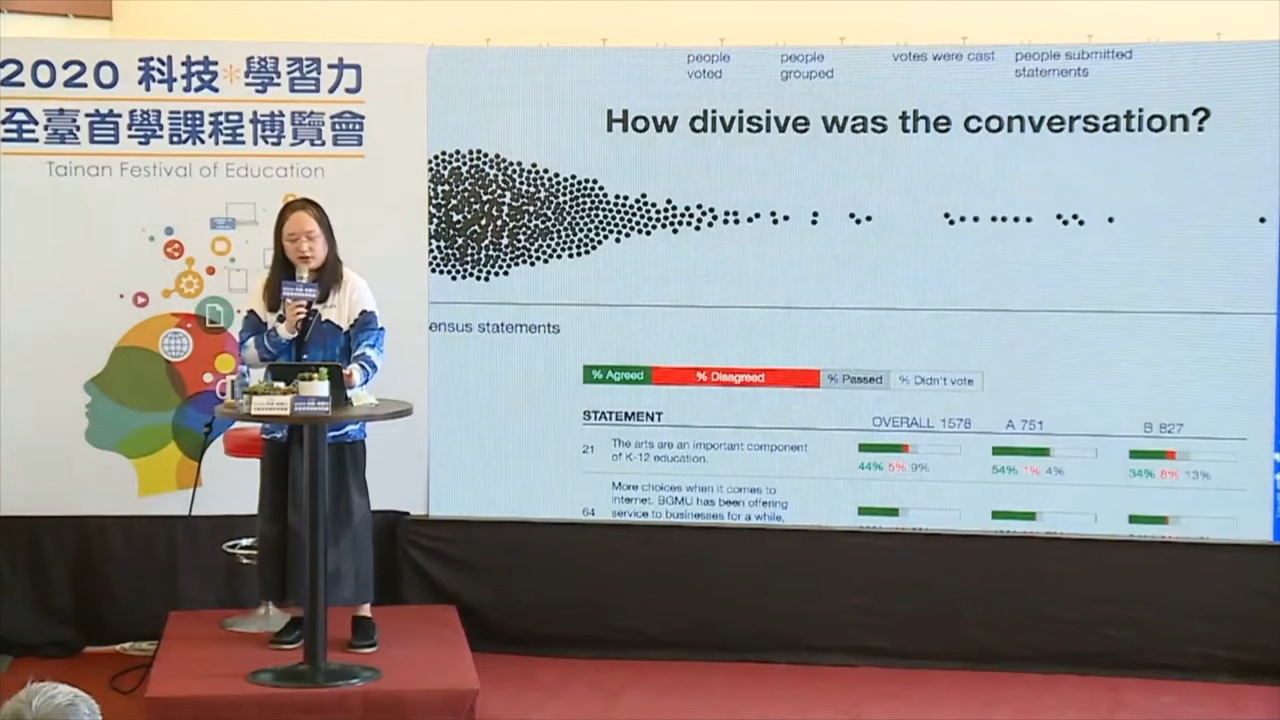 2020 科技*學習力
全臺首學課程博覽會
Tainan Festival of Education
people
voted
people
grouped
votes were cast
people submitted
statements
How divisive was the conversation?
ensus statements
% Agreed
% Disagreed
% Passed
% Didn't vote
STATEMENT
OVERALL 1578
A 751
B 827
21
The arts are an important component
of K-12 education.
44% 5% 9%
54% 1% 4%
34% 8% 13%
64
More choices when it comes to
internet. BGMU has been offering
service to businesses for a while,